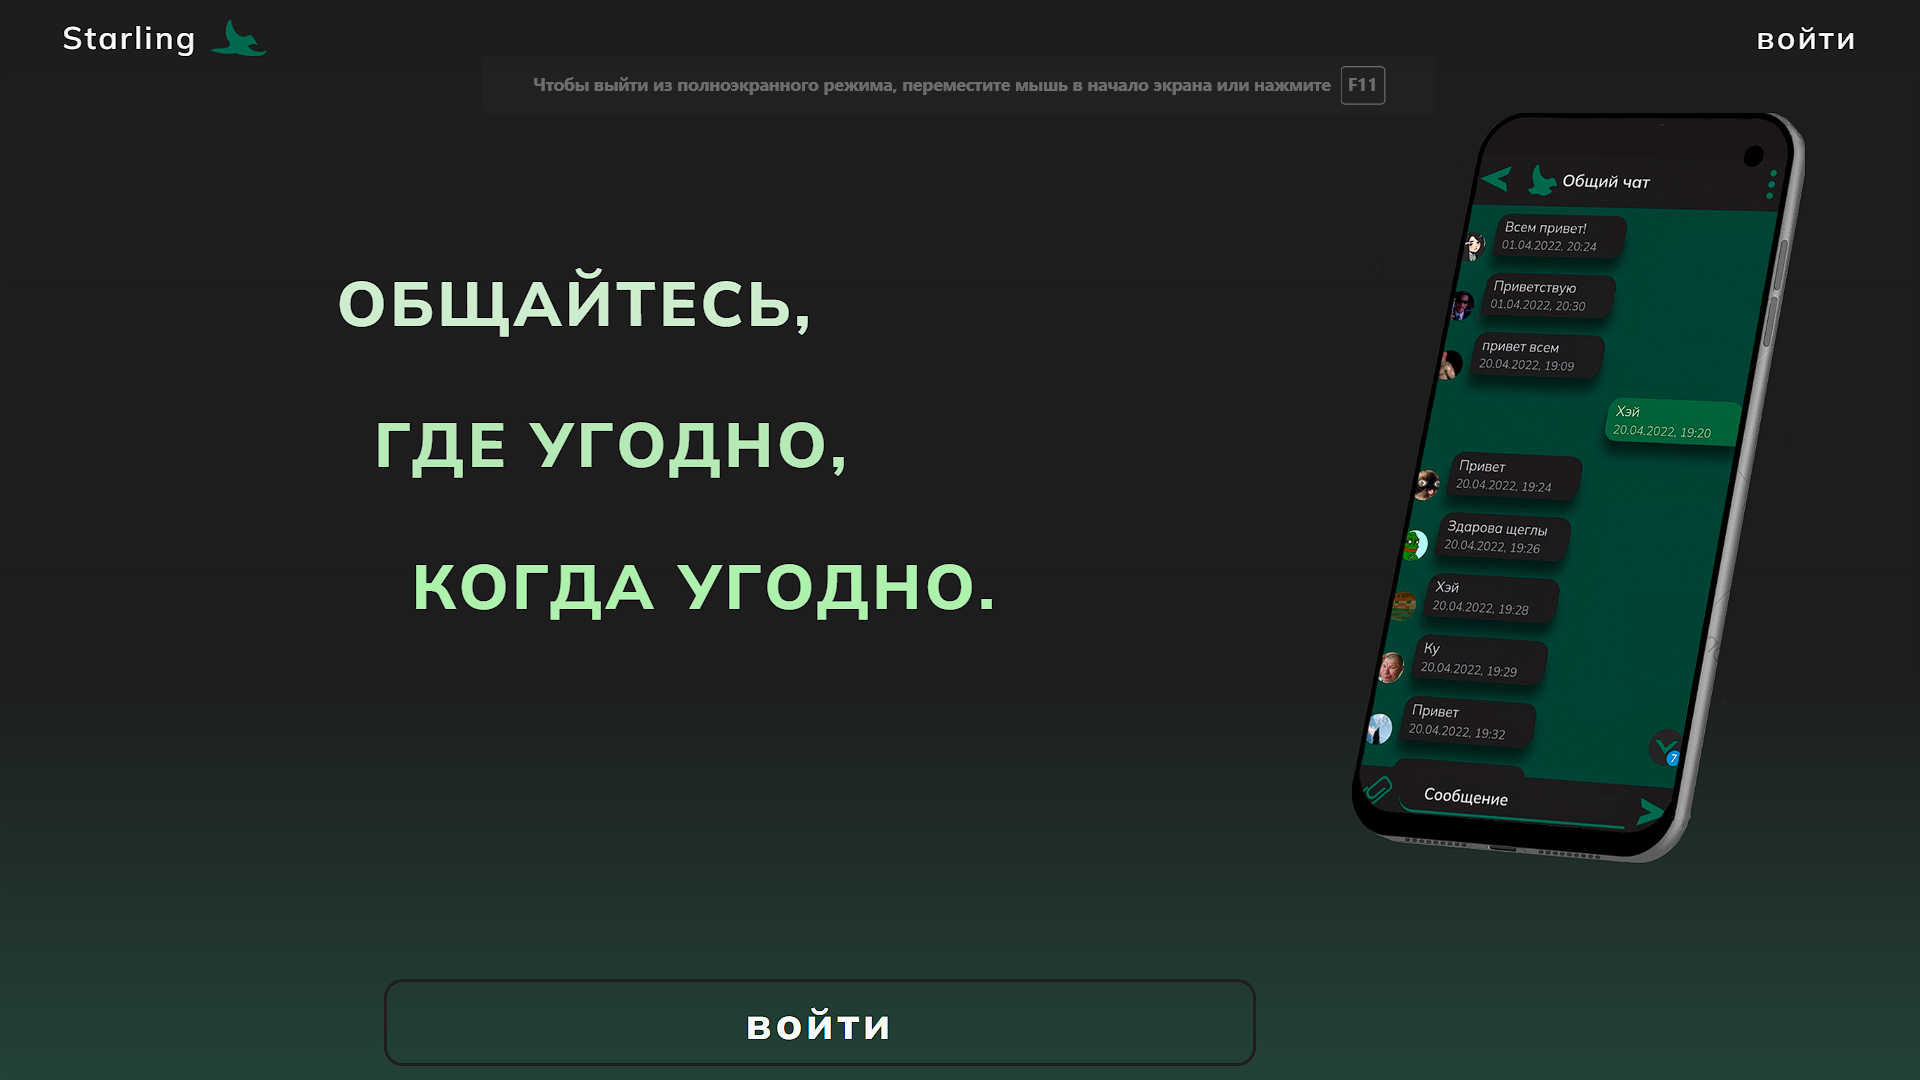 Starling
войти
Чтобы выйти из полноэкранного режима, переместите мышь в начало экрана или нажмите F11
ОБЩАЙТЕСЬ,
ГДЕ УГОДНО,
КОГДА УГОДНО.
Общий чат
Всем привет!
01.04.2022, 20:24
Приветствую
01.04.2022, 20:30
привет всем
20.04.2022, 19:09
Хэй
20.04.2022, 19:20
Привет
20.04.2022, 19:24
Здарова щеглы
20.04.2022, 19:26
Хэй
20.04.2022, 19:28
Ку
20.04.2022, 19:29
Привет
20.04.2022, 19:32
7
Сообщение
войти